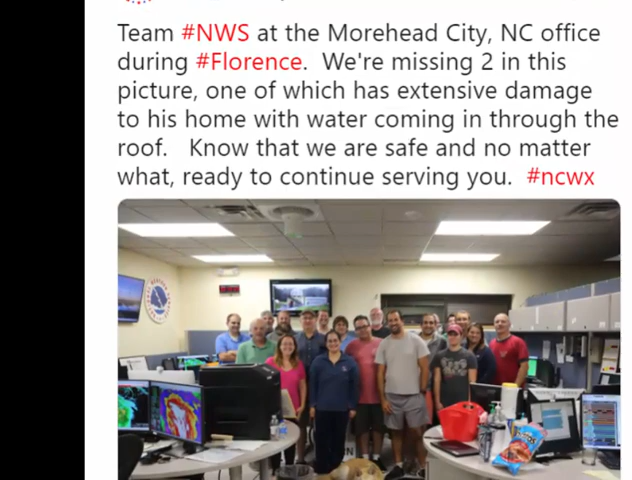 Team #NWS at the Morehead City, NC office
during #Florence.  We're missing 2 in this
picture, one of which has extensive damage
to his home with water coming in through the
roof.   Know that we are safe and no matter
what, ready to continue serving you.  #ncwx